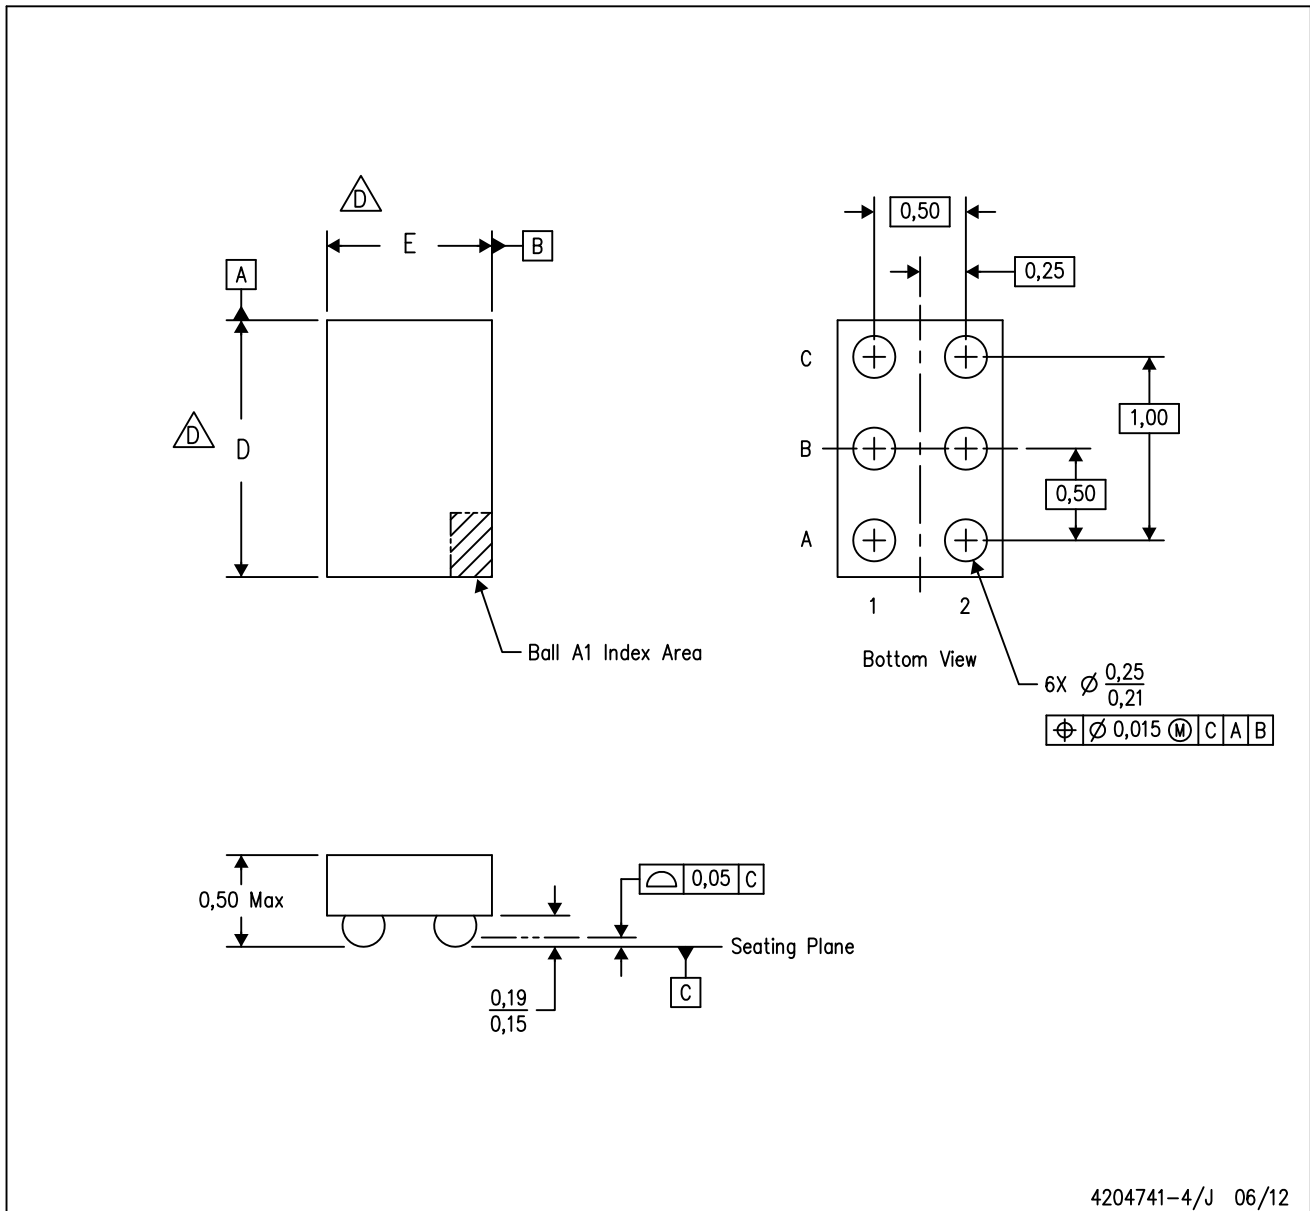 D
E
B
A
D
D
Ball A1 Index Area
0,50
0,25
C
B
A
1,00
0,50
1 2
Bottom View
6X Ø 0,25
0,21
⌖ Ø 0,015 Ⓜ C A B
0,50 Max
⌓ 0,05 C
Seating Plane
C
0,19
0,15
4204741-4/J 06/12